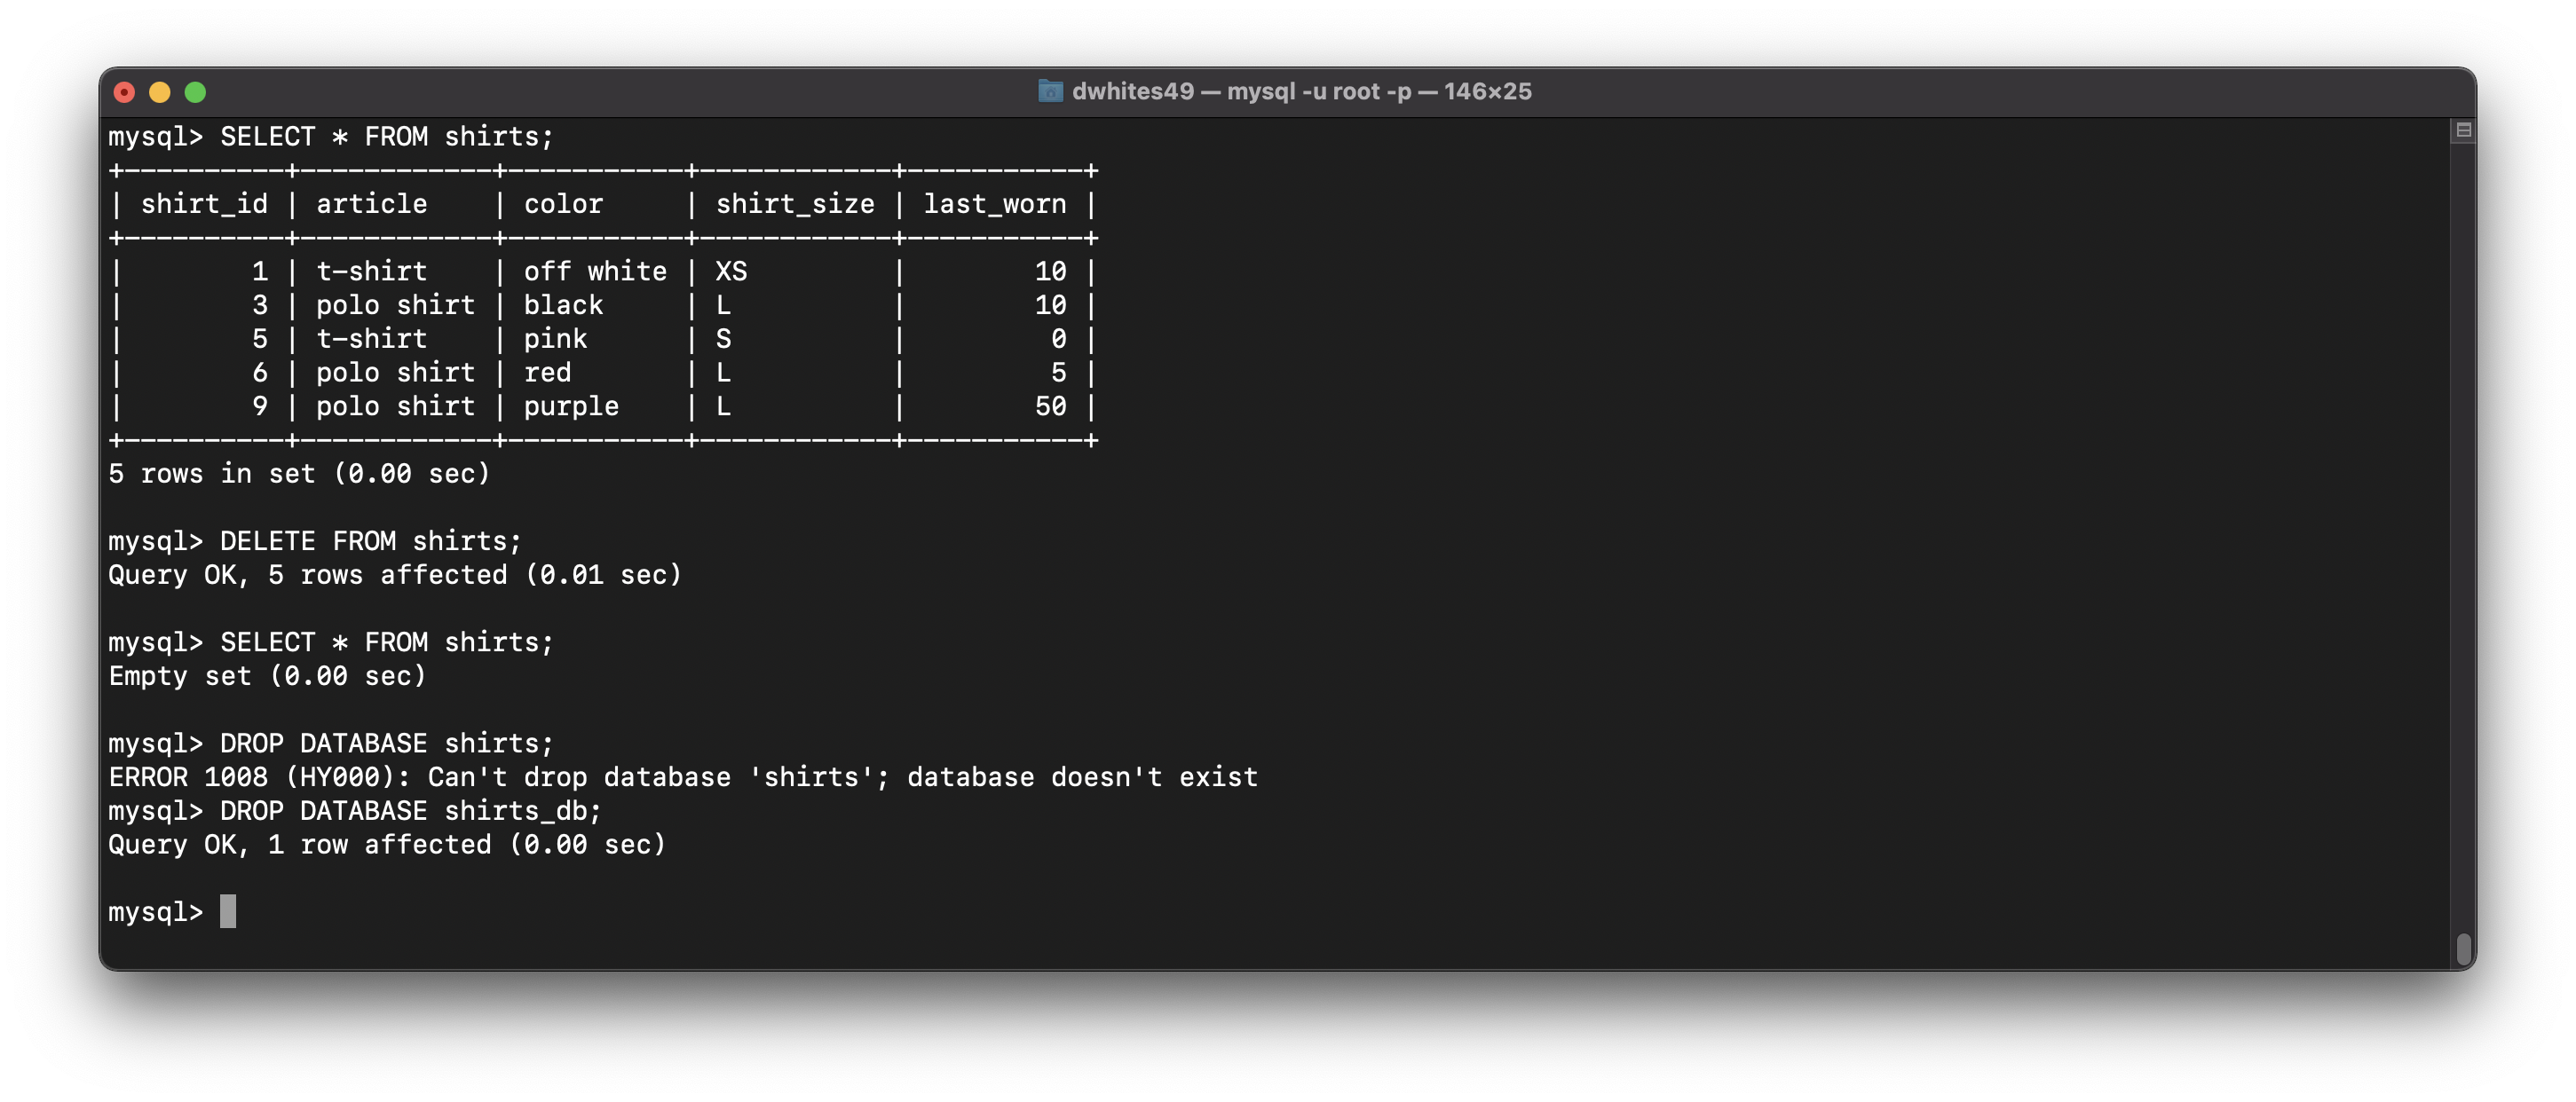 dwhites49 — mysql -u root -p — 146×25
mysql> SELECT * FROM shirts;
+----------+------------+-----------+------------+-----------+
| shirt_id | article    | color     | shirt_size | last_worn |
+----------+------------+-----------+------------+-----------+
|        1 | t-shirt    | off white | XS         |        10 |
|        3 | polo shirt | black     | L          |        10 |
|        5 | t-shirt    | pink      | S          |         0 |
|        6 | polo shirt | red       | L          |         5 |
|        9 | polo shirt | purple    | L          |        50 |
+----------+------------+-----------+------------+-----------+
5 rows in set (0.00 sec)
mysql> DELETE FROM shirts;
Query OK, 5 rows affected (0.01 sec)
mysql> SELECT * FROM shirts;
Empty set (0.00 sec)
mysql> DROP DATABASE shirts;
ERROR 1008 (HY000): Can't drop database 'shirts'; database doesn't exist
mysql> DROP DATABASE shirts_db;
Query OK, 1 row affected (0.00 sec)
mysql>